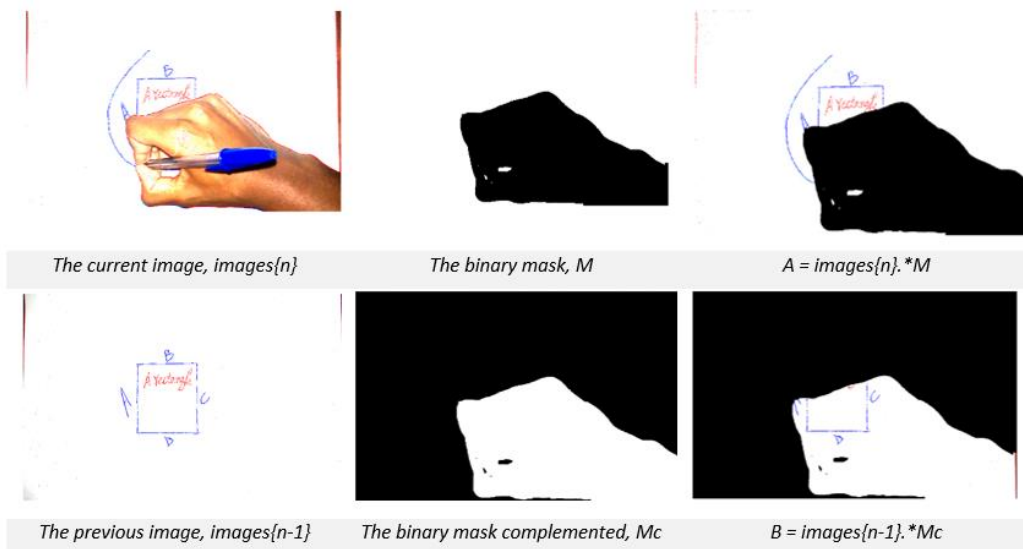 B
A Rectangle
A
The current image, images{n}
The binary mask, M
B
A Rectangle
A
A = images{n}.*M
B
A Rectangle
A
C
D
The previous image, images{n-1}
The binary mask complemented, Mc
C
D
B = images{n-1}.*Mc